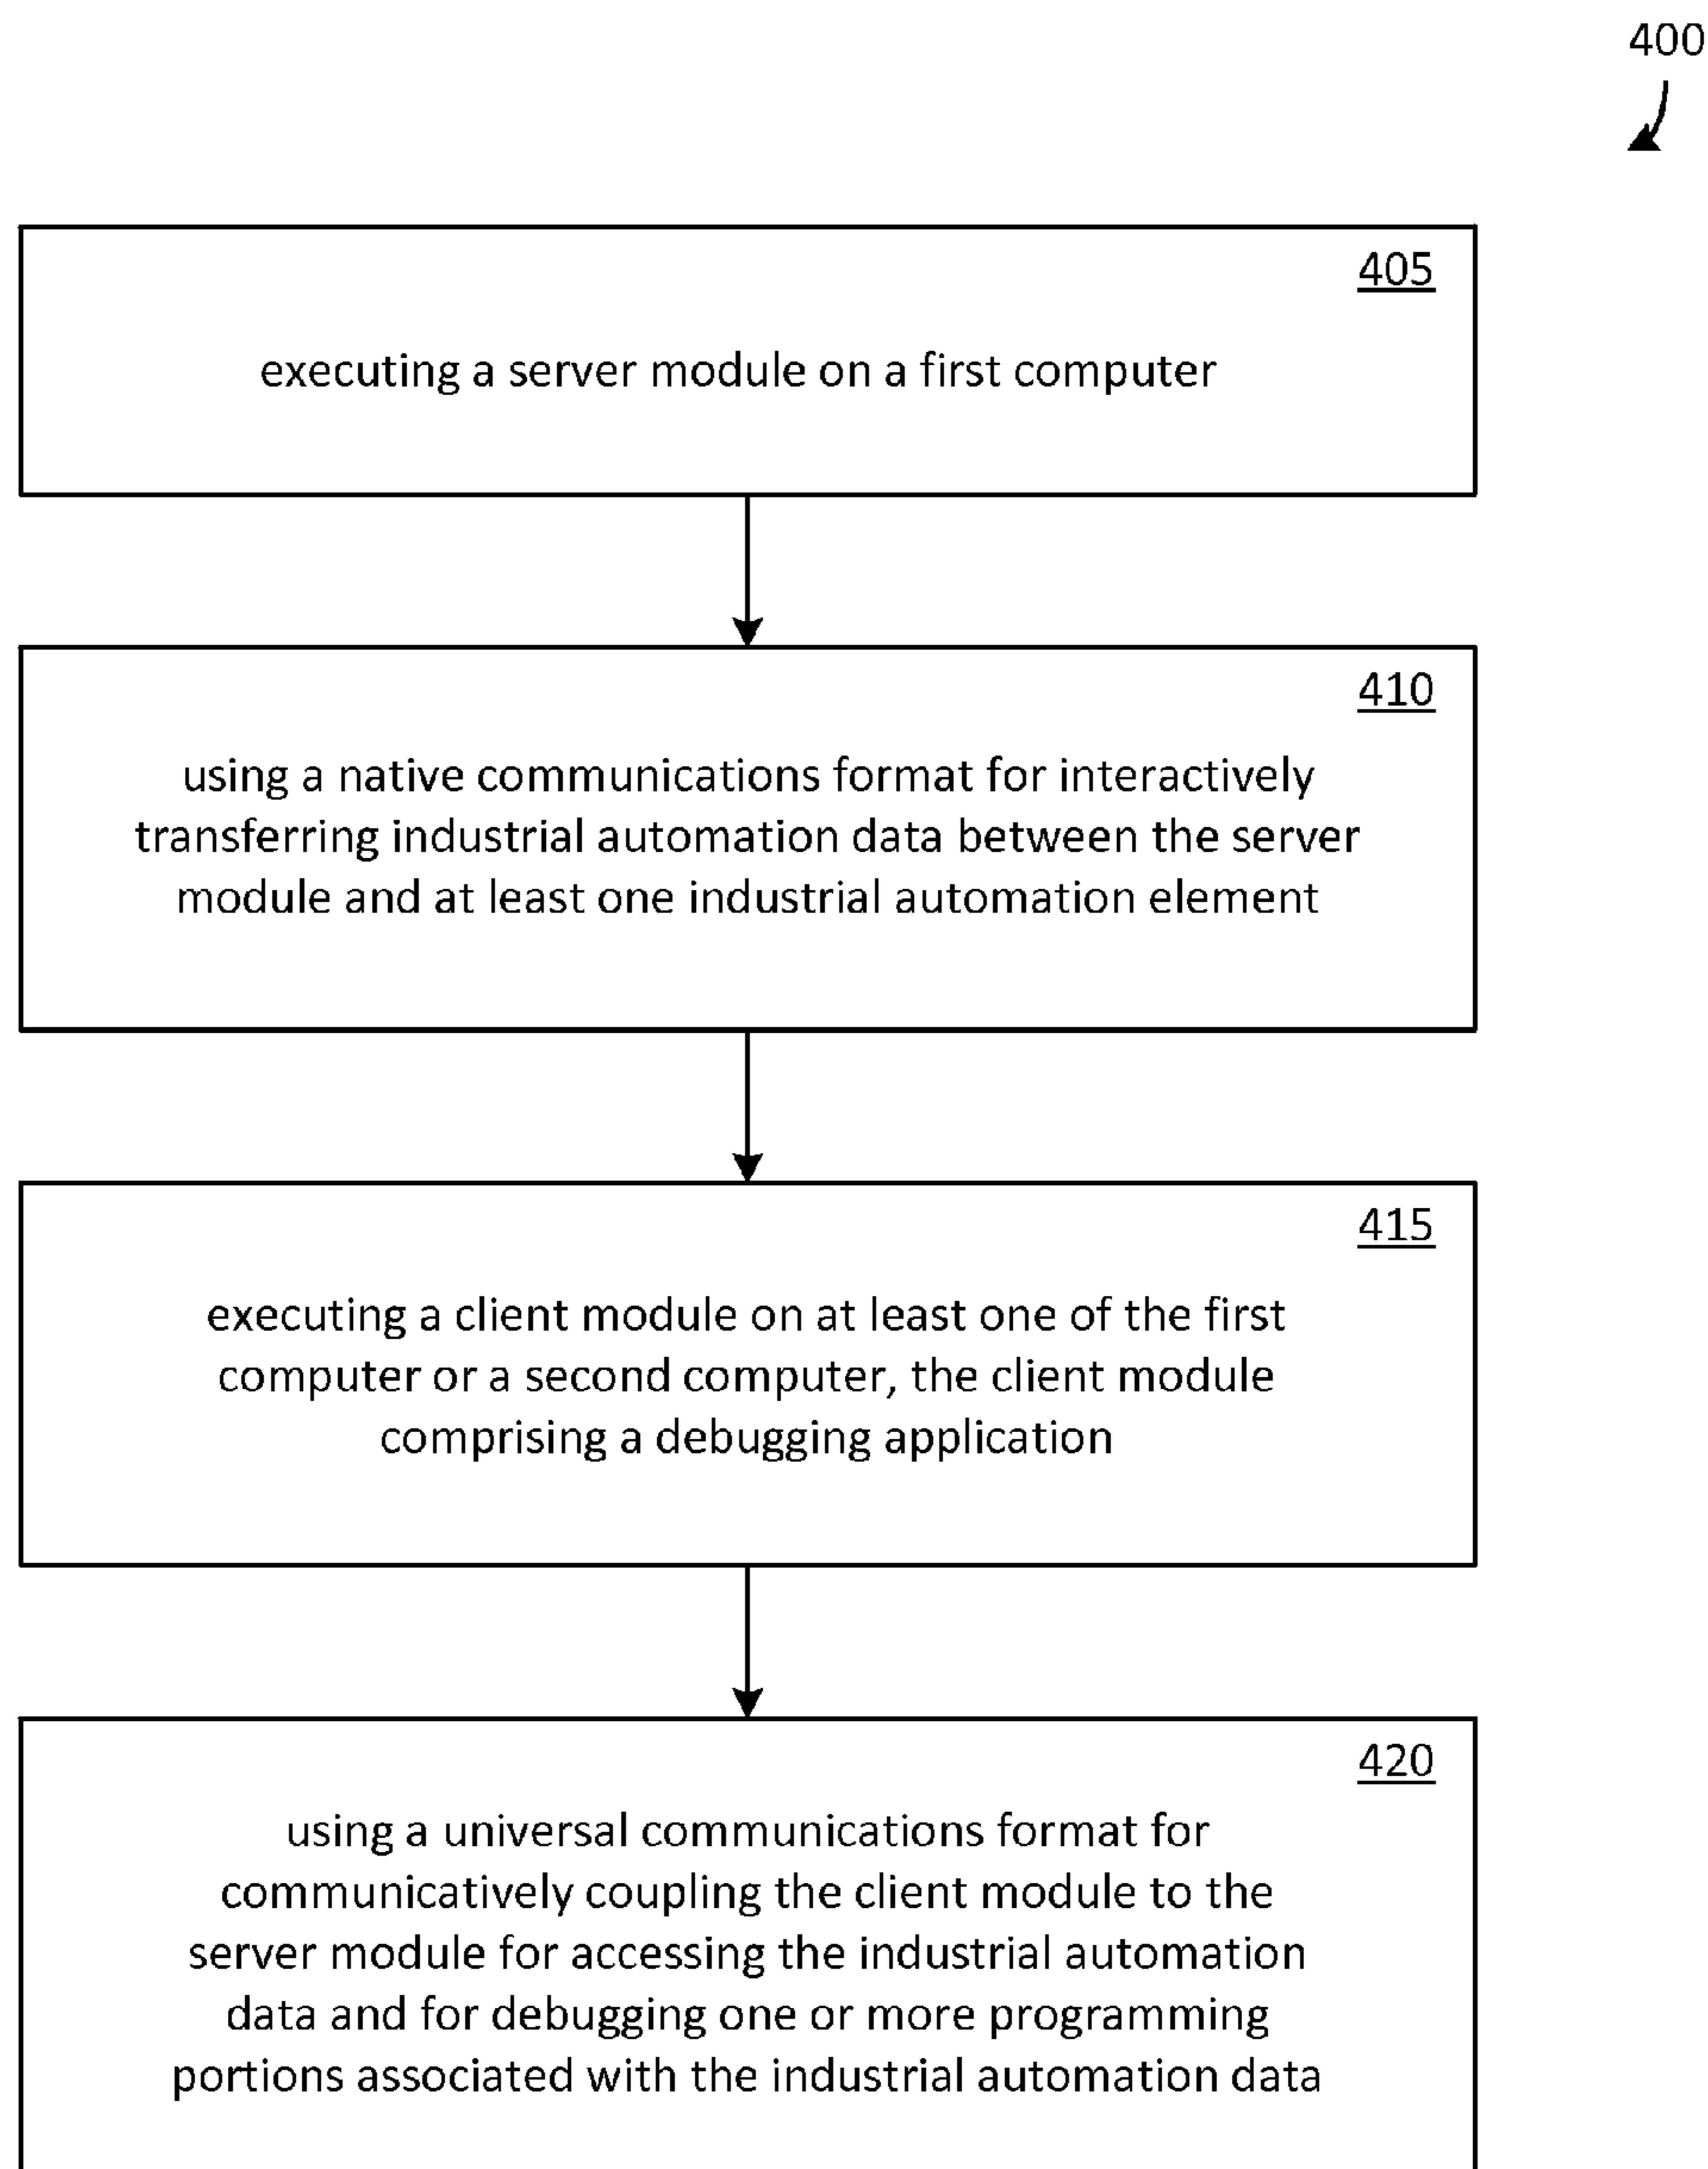 400
405
executing a server module on a first computer
410
using a native communications format for interactively
transferring industrial automation data between the server
module and at least one industrial automation element
415
executing a client module on at least one of the first
computer or a second computer, the client module
comprising a debugging application
420
using a universal communications format for
communicatively coupling the client module to the
server module for accessing the industrial automation
data and for debugging one or more programming
portions associated with the industrial automation data